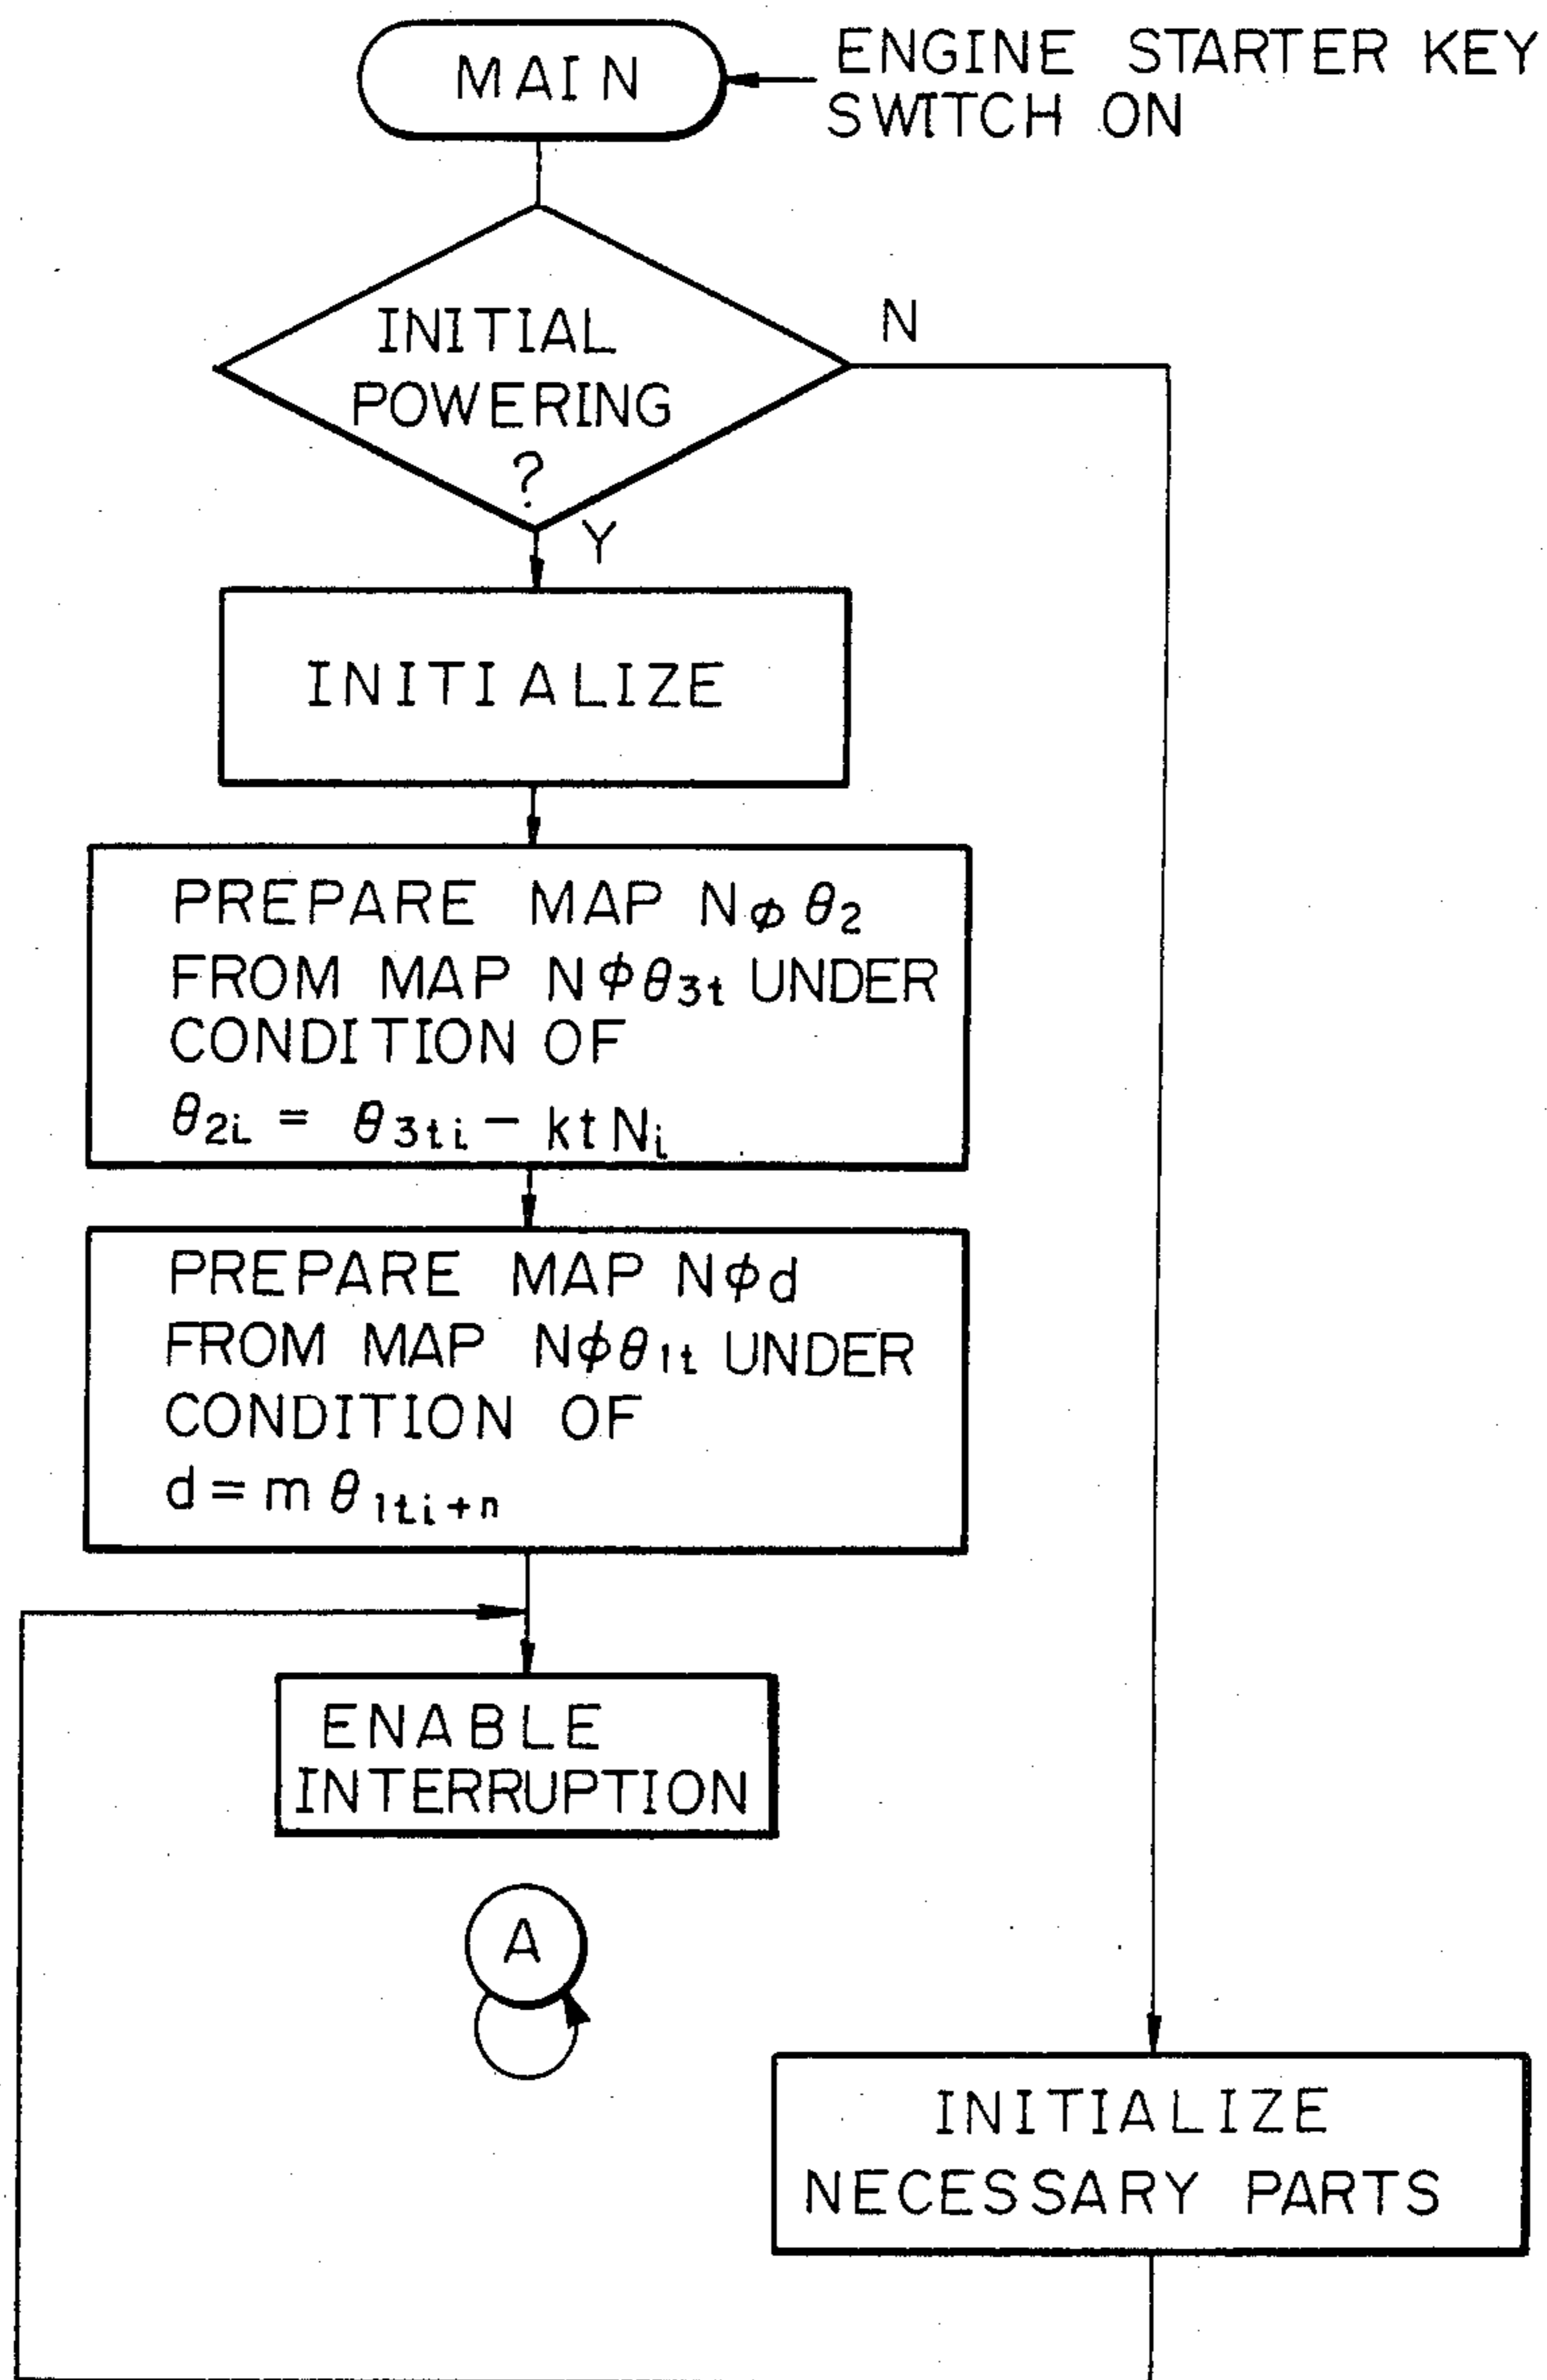 MAIN
ENGINE STARTER KEY
SWITCH ON
INITIAL
POWERING
?
N
Y
INITIALIZE
PREPARE MAP Nφθ₂
FROM MAP Nφθ₃ₜ UNDER
CONDITION OF
θ₂ᵢ = θ₃ₜᵢ − ktNᵢ
PREPARE MAP Nφd
FROM MAP Nφθ₁ₜ UNDER
CONDITION OF
d = m θ₁ₜᵢ₊ₙ
ENABLE
INTERRUPTION
A
INITIALIZE
NECESSARY PARTS